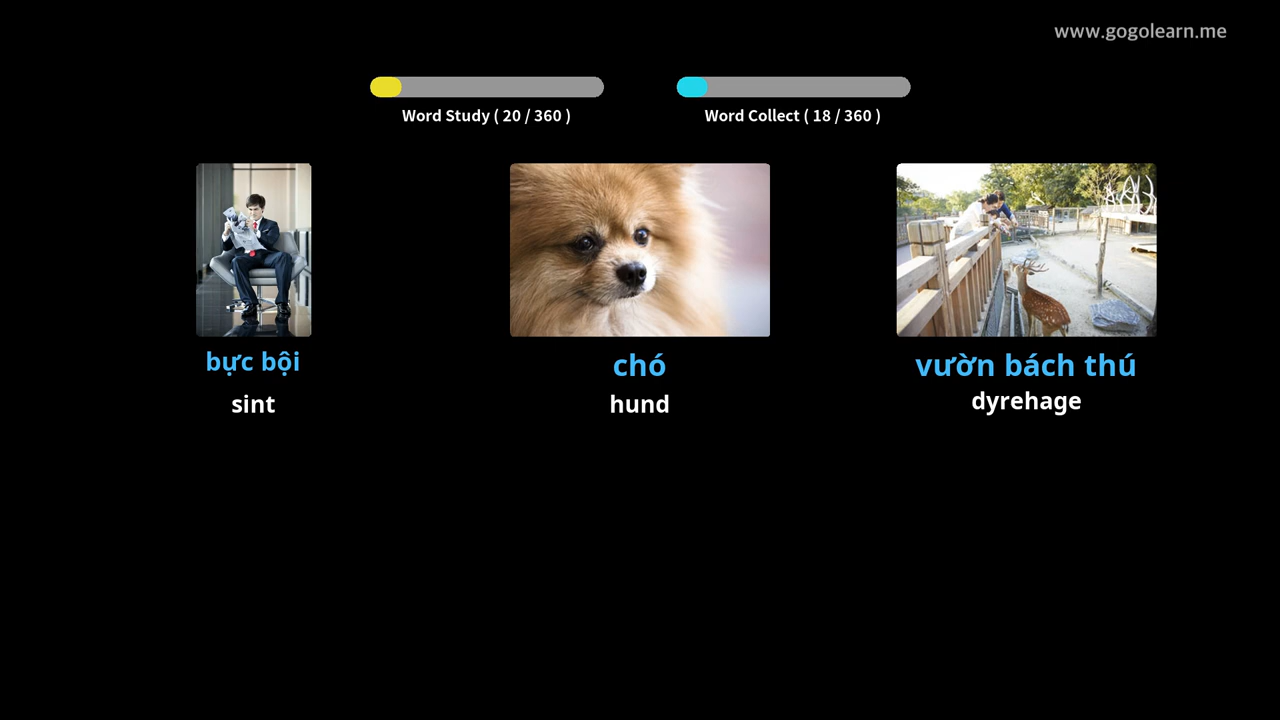 www.gogolearn.me
Word Study ( 20 / 360 )
Word Collect ( 18 / 360 )
bực bội
chó
vườn bách thú
sint
hund
dyrehage